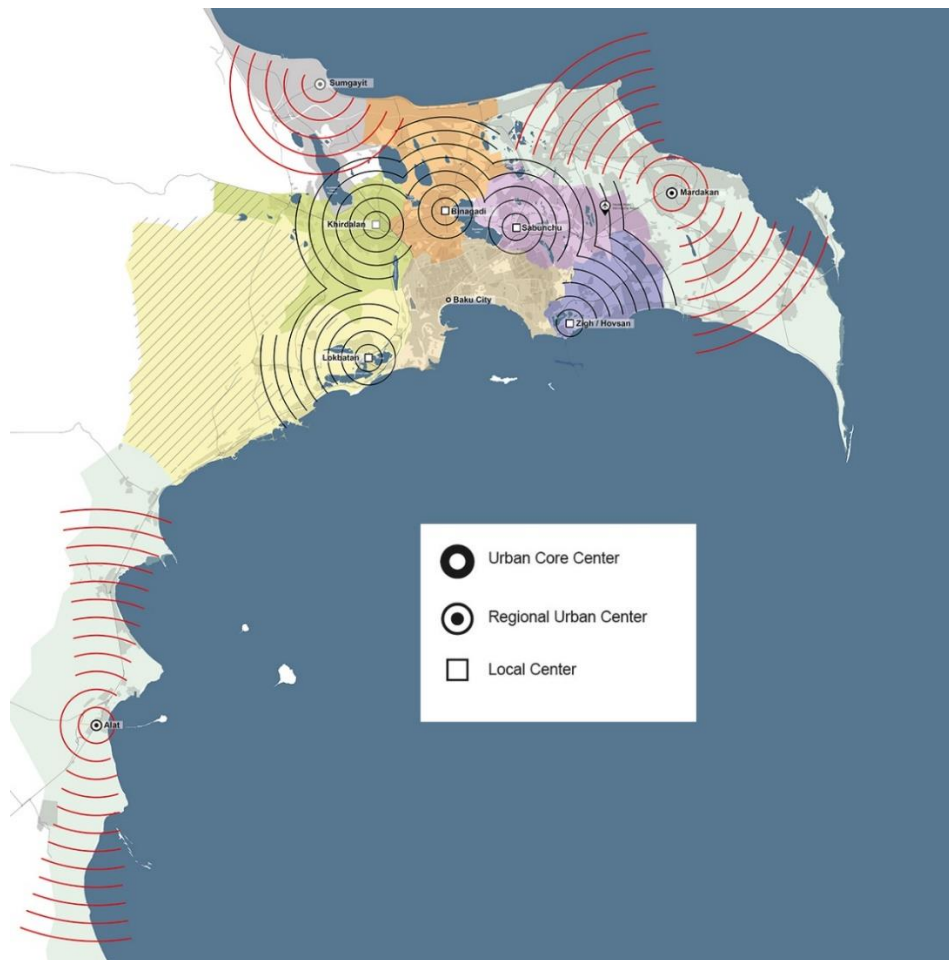 Sumgayit
Mardakan
Binagadi
Khirdalan
Sabunchu
Baku City
Zigh / Hovsan
Lokbatan
Urban Core Center
Regional Urban Center
Local Center
Alat